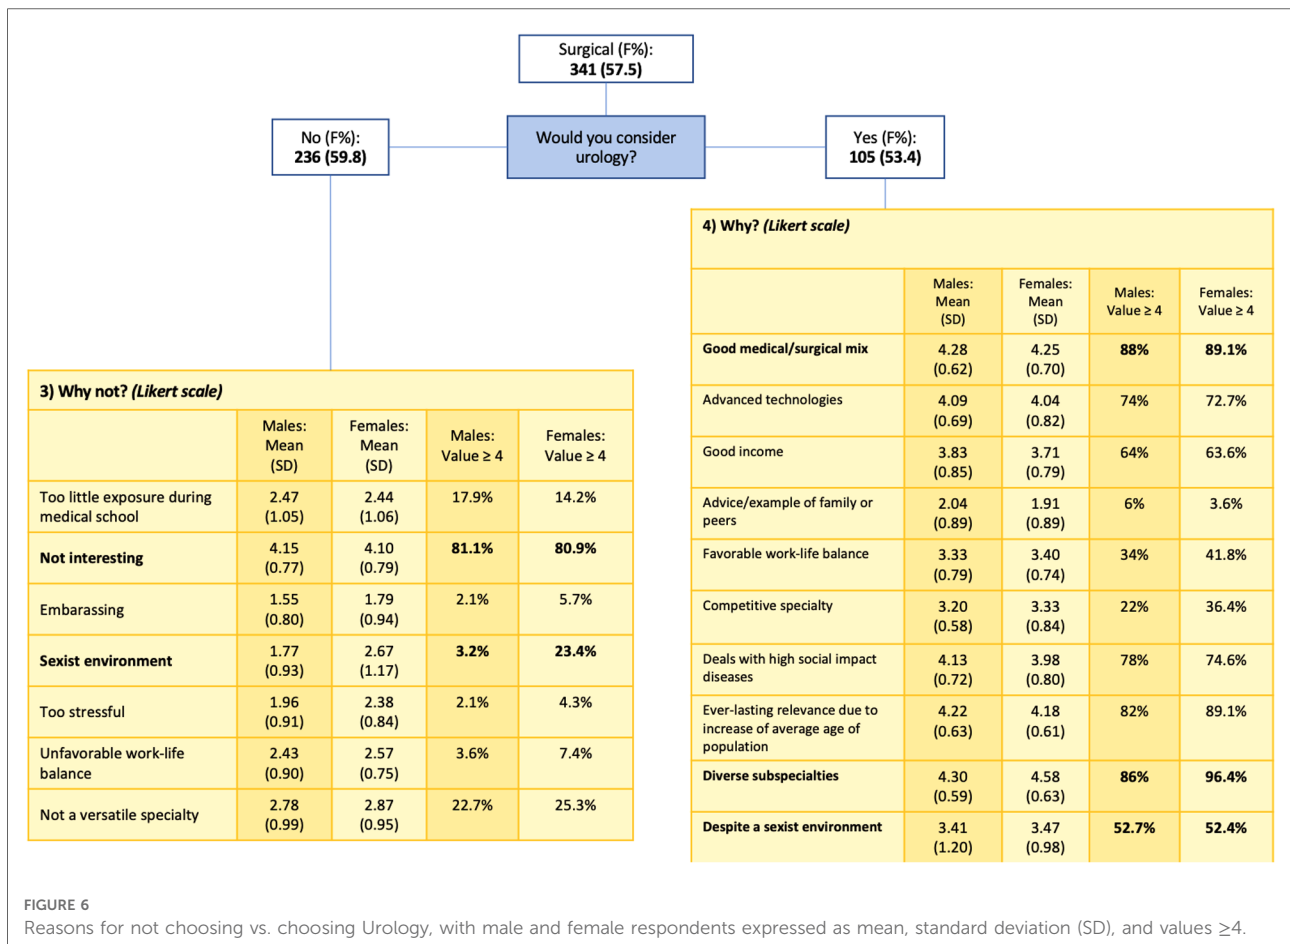 Surgical (F%):
341 (57.5)
No (F%):
236 (59.8)
Would you consider
urology?
Yes (F%):
105 (53.4)
3) Why not? (Likert scale)
Males:
Mean
(SD)
Females:
Mean
(SD)
Males:
Value ≥ 4
Females:
Value ≥ 4
Too little exposure during
medical school
2.47
(1.05)
2.44
(1.06)
17.9%
14.2%
Not interesting
4.15
(0.77)
4.10
(0.79)
81.1%
80.9%
Embarassing
1.55
(0.80)
1.79
(0.94)
2.1%
5.7%
Sexist environment
1.77
(0.93)
2.67
(1.17)
3.2%
23.4%
Too stressful
1.96
(0.91)
2.38
(0.84)
2.1%
4.3%
Unfavorable work-life
balance
2.43
(0.90)
2.57
(0.75)
3.6%
7.4%
Not a versatile specialty
2.78
(0.99)
2.87
(0.95)
22.7%
25.3%
4) Why? (Likert scale)
Males:
Mean
(SD)
Females:
Mean
(SD)
Males:
Value ≥ 4
Females:
Value ≥ 4
Good medical/surgical mix
4.28
(0.62)
4.25
(0.70)
88%
89.1%
Advanced technologies
4.09
(0.69)
4.04
(0.82)
74%
72.7%
Good income
3.83
(0.85)
3.71
(0.79)
64%
63.6%
Advice/example of family or
peers
2.04
(0.89)
1.91
(0.89)
6%
3.6%
Favorable work-life balance
3.33
(0.79)
3.40
(0.74)
34%
41.8%
Competitive specialty
3.20
(0.58)
3.33
(0.84)
22%
36.4%
Deals with high social impact
diseases
4.13
(0.72)
3.98
(0.80)
78%
74.6%
Ever-lasting relevance due to
increase of average age of
population
4.22
(0.63)
4.18
(0.61)
82%
89.1%
Diverse subspecialties
4.30
(0.59)
4.58
(0.63)
86%
96.4%
Despite a sexist environment
3.41
(1.20)
3.47
(0.98)
52.7%
52.4%
FIGURE 6
Reasons for not choosing vs. choosing Urology, with male and female respondents expressed as mean, standard deviation (SD), and values ≥4.